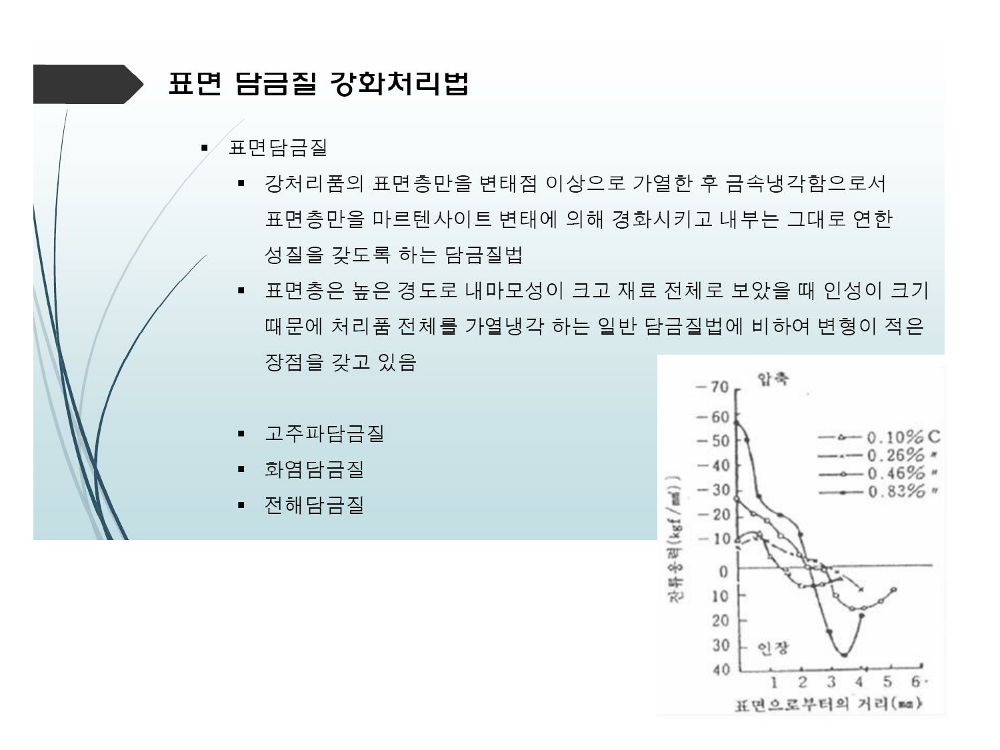 표면 담금질 강화처리법
▪ 표면담금질
▪ 강처리품의 표면층만을 변태점 이상으로 가열한 후 금속냉각함으로서
표면층만을 마르텐사이트 변태에 의해 경화시키고 내부는 그대로 연한
성질을 갖도록 하는 담금질법
▪ 표면층은 높은 경도로 내마모성이 크고 재료 전체로 보았을 때 인성이 크기
때문에 처리품 전체를 가열냉각 하는 일반 담금질법에 비하여 변형이 적은
장점을 갖고 있음
▪ 고주파담금질
▪ 화염담금질
▪ 전해담금질
압축
-70
-60
-50
-40
-30
-20
-10
0
10
20
30
40
0.10% C
0.26% 〃
0.46% 〃
0.83% 〃
잔류응력(kgf/㎟)
인장
1 2 3 4 5 6
표면으로부터의 거리(㎜)